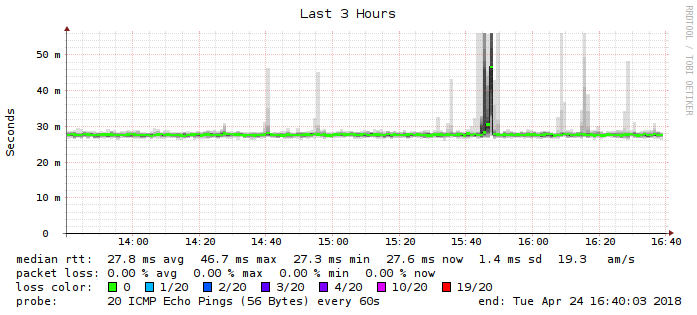 Last 3 Hours
RRDTOOL / TOBI OETIKER
Seconds
50 m
40 m
30 m
20 m
10 m
0
14:00 14:20 14:40 15:00 15:20 15:40 16:00 16:20 16:40
median rtt: 27.8 ms avg 46.7 ms max 27.3 ms min 27.6 ms now 1.4 ms sd 19.3 am/s
packet loss: 0.00 % avg 0.00 % max 0.00 % min 0.00 % now
loss color: 0 1/20 2/20 3/20 4/20 10/20 19/20
probe: 20 ICMP Echo Pings (56 Bytes) every 60s end: Tue Apr 24 16:40:03 2018